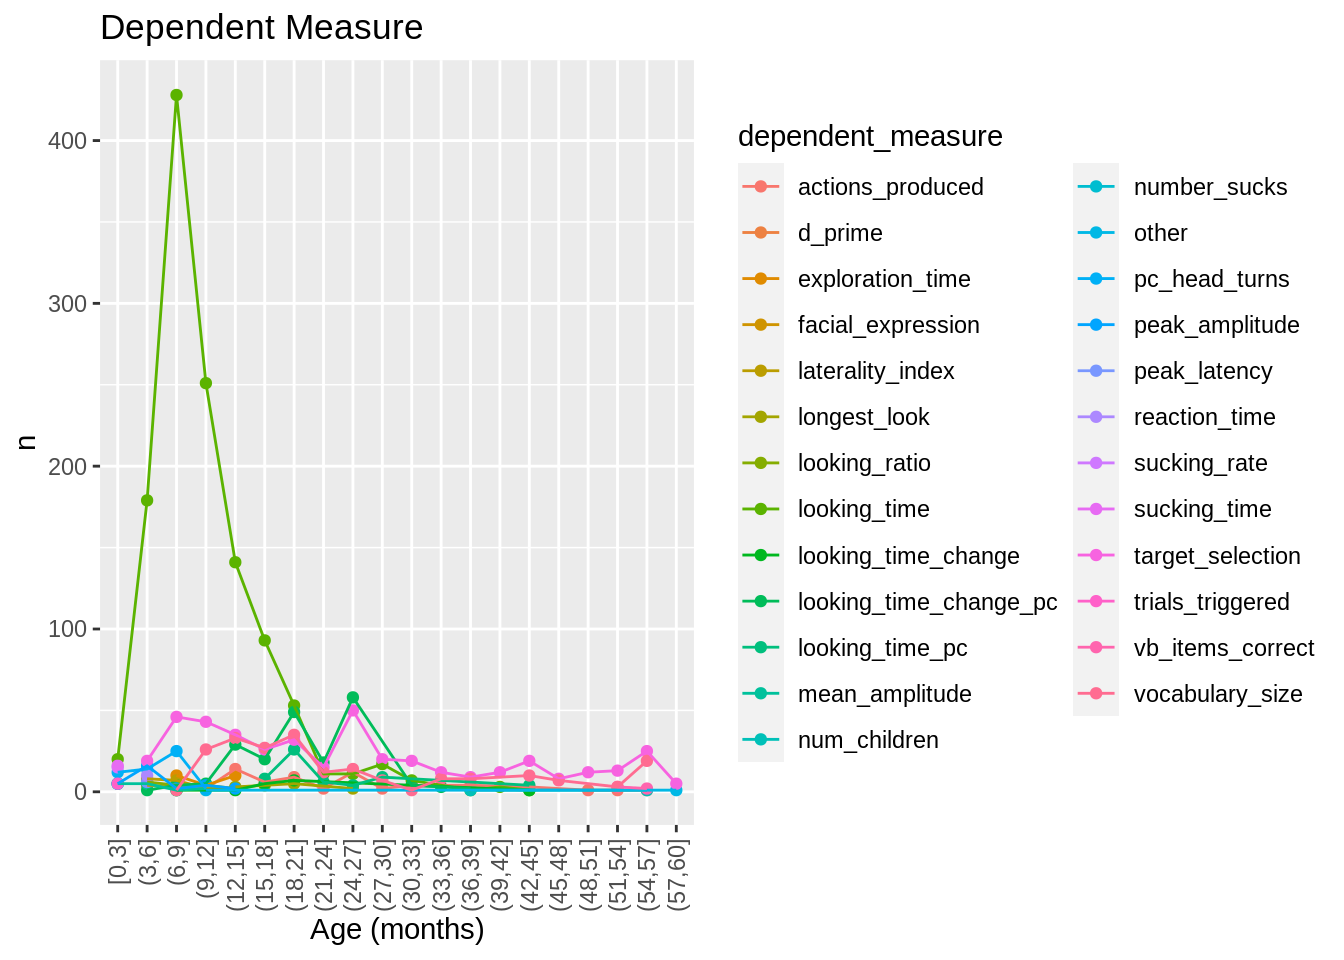 Dependent Measure
n
400
300
200
100
0
[0,3]
(3,6]
(6,9]
(9,12]
(12,15]
(15,18]
(18,21]
(21,24]
(24,27]
(27,30]
(30,33]
(33,36]
(36,39]
(39,42]
(42,45]
(45,48]
(48,51]
(51,54]
(54,57]
(57,60]
Age (months)
dependent_measure
actions_produced
d_prime
exploration_time
facial_expression
laterality_index
longest_look
looking_ratio
looking_time
looking_time_change
looking_time_change_pc
looking_time_pc
mean_amplitude
num_children
number_sucks
other
pc_head_turns
peak_amplitude
peak_latency
reaction_time
sucking_rate
sucking_time
target_selection
trials_triggered
vb_items_correct
vocabulary_size